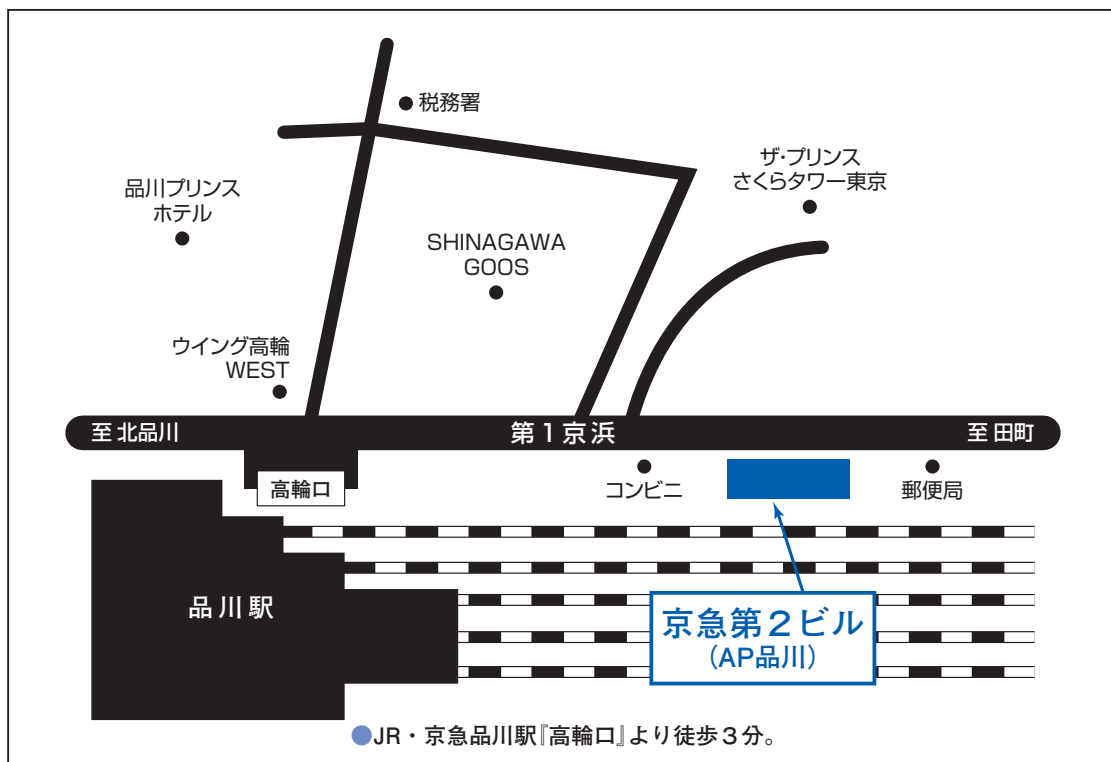 税務署
ザ・プリンス
さくらタワー東京
品川プリンス
ホテル
SHINAGAWA
GOOS
ウイング高輪
WEST
至 北品川
第1京浜
至 田町
高輪口
コンビニ
郵便局
品川駅
京急第2ビル
(AP品川)
●JR・京急品川駅『高輪口』より徒歩3分。